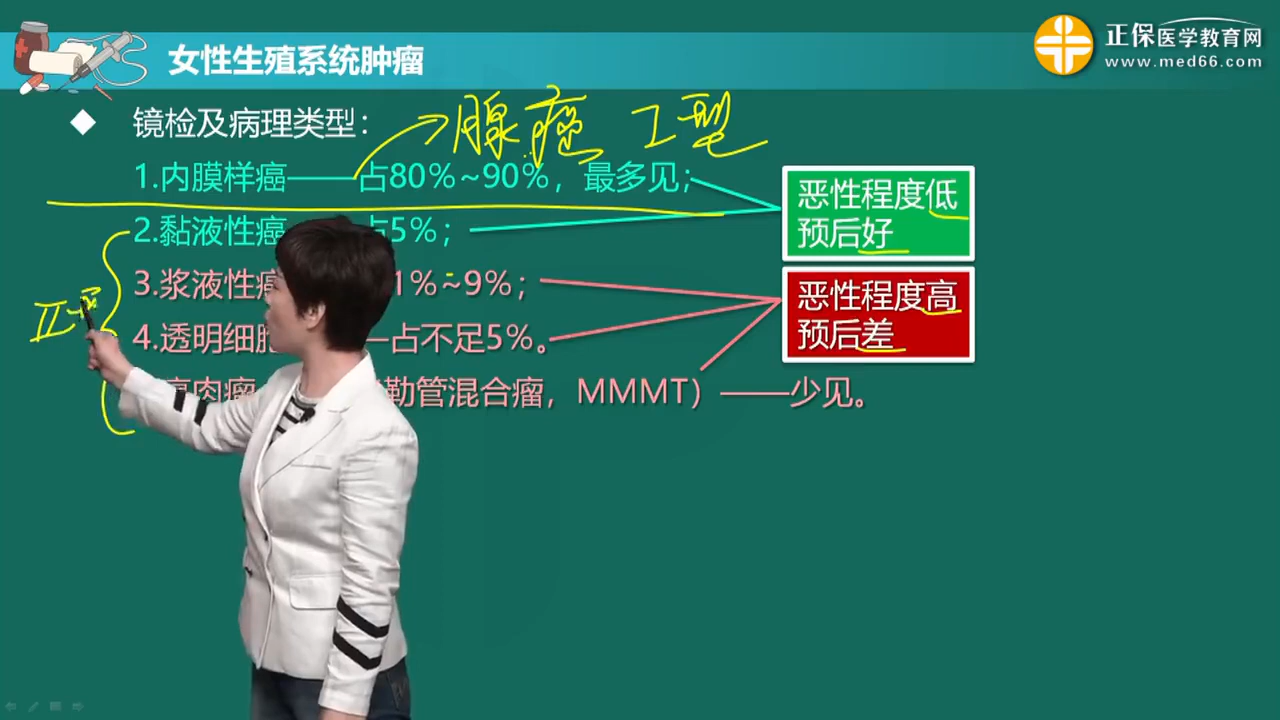 女性生殖系统肿瘤
正保医学教育网
www.med66.com
镜检及病理类型：
腺癌 I型
1.内膜样癌——占80%~90%，最多见；
2.黏液性癌 占5%；
3.浆液性癌 1%~9%；
4.透明细胞 —占不足5%。
肉瘤 勒管混合瘤，MMMT）——少见。
II型
恶性程度低
预后好
恶性程度高
预后差